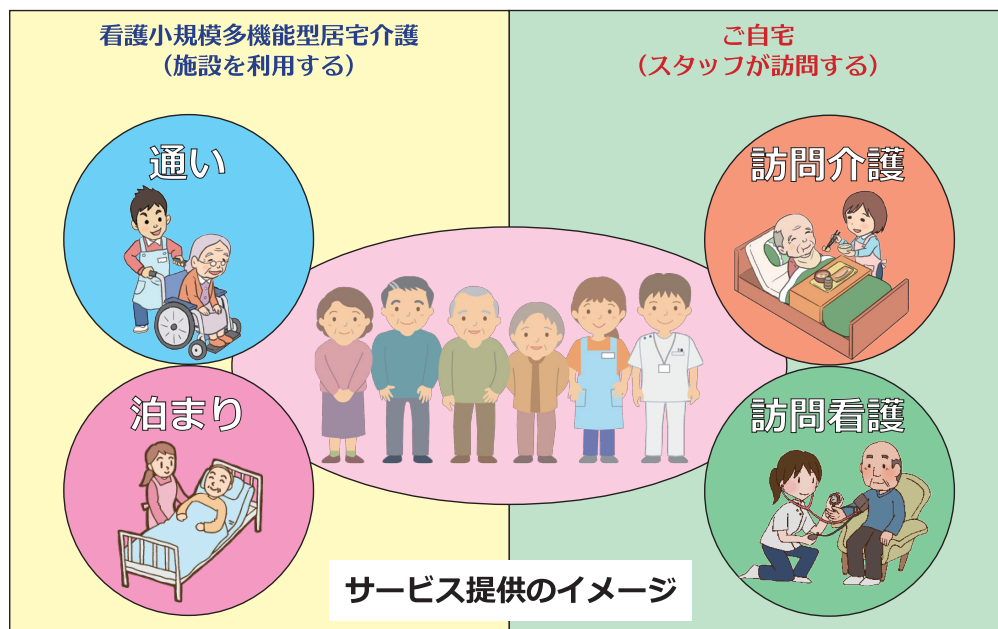 看護小規模多機能型居宅介護
（施設を利用する）
ご自宅
（スタッフが訪問する）
通い
訪問介護
泊まり
訪問看護
サービス提供のイメージ